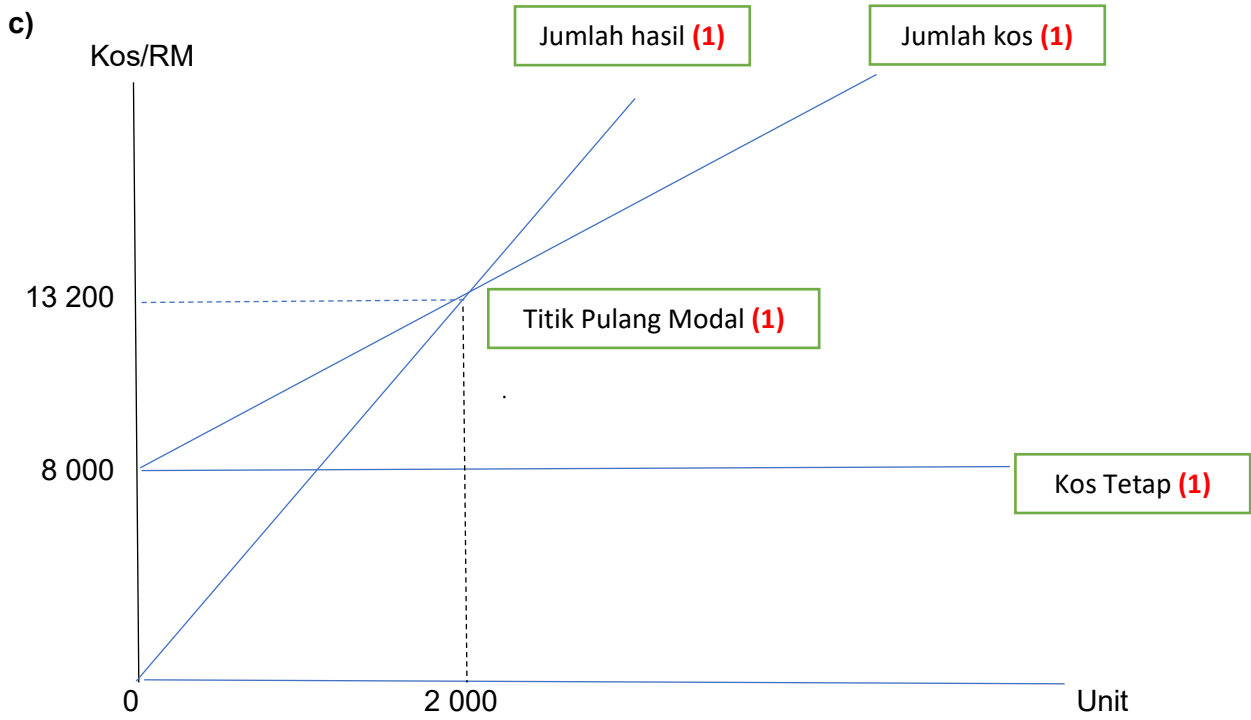 c)
Kos/RM
Jumlah hasil (1)
Jumlah kos (1)
13 200
Titik Pulang Modal (1)
.
8 000
Kos Tetap (1)
0
2 000
Unit